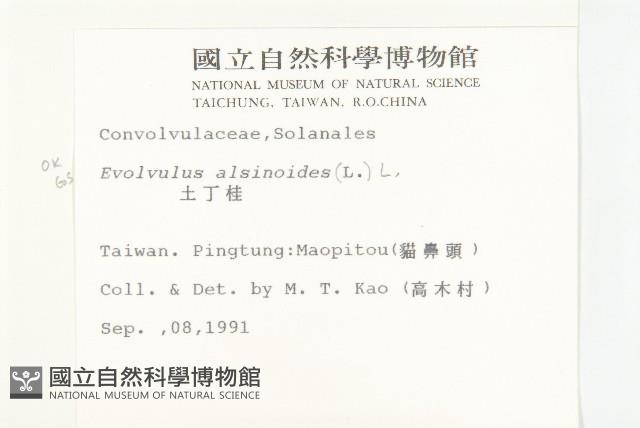 國立自然科學博物館
NATIONAL MUSEUM OF NATURAL SCIENCE
TAICHUNG, TAIWAN, R.O.CHINA
Convolvulaceae,Solanales
OK
Evolvulus alsinoides(L.) L.
土丁桂
Taiwan. Pingtung:Maopitou(貓鼻頭)
Coll. & Det. by M. T. Kao (高木村)
Sep. ,08,1991
國立自然科學博物館
NATIONAL MUSEUM OF NATURAL SCIENCE